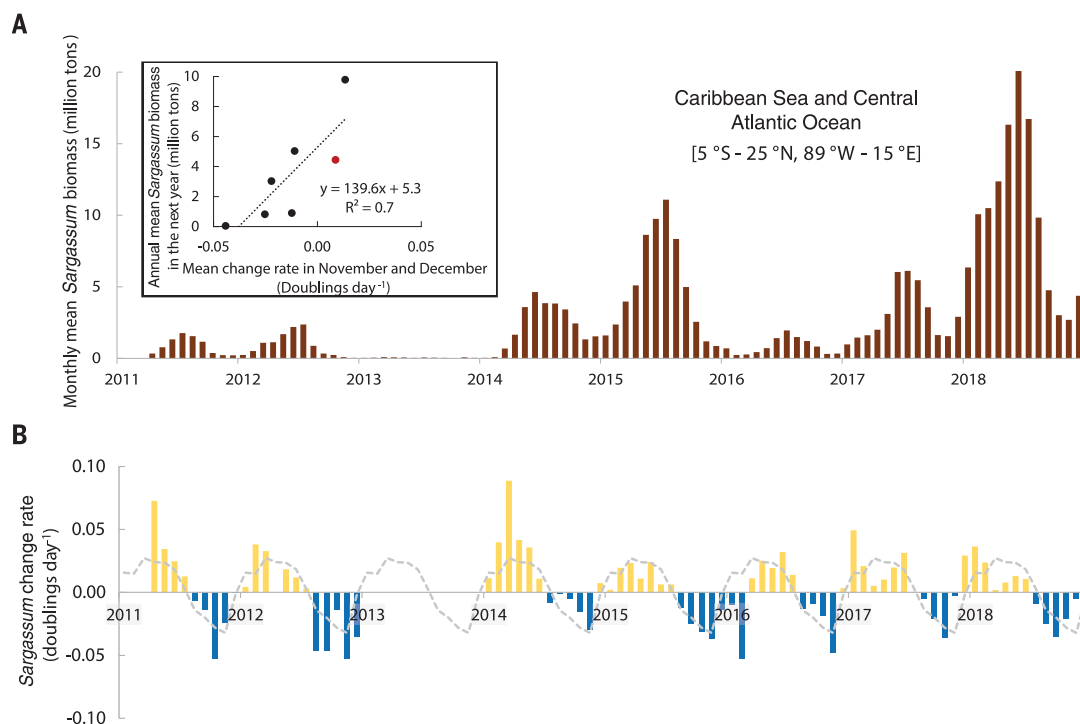 A
Monthly mean Sargassum biomass (million tons)
20
15
10
5
0
Annual mean Sargassum biomass
in the next year (million tons)
10
8
6
4
2
0
-0.05
0.00
0.05
y = 139.6x + 5.3
R² = 0.7
Mean change rate in November and December
(Doublings day⁻¹)
Caribbean Sea and Central
Atlantic Ocean
[5 °S - 25 °N, 89 °W - 15 °E]
2011 2012 2013 2014 2015 2016 2017 2018
B
Sargassum change rate
(doublings day⁻¹)
0.10
0.05
0.00
-0.05
-0.10
2011 2012 2013 2014 2015 2016 2017 2018